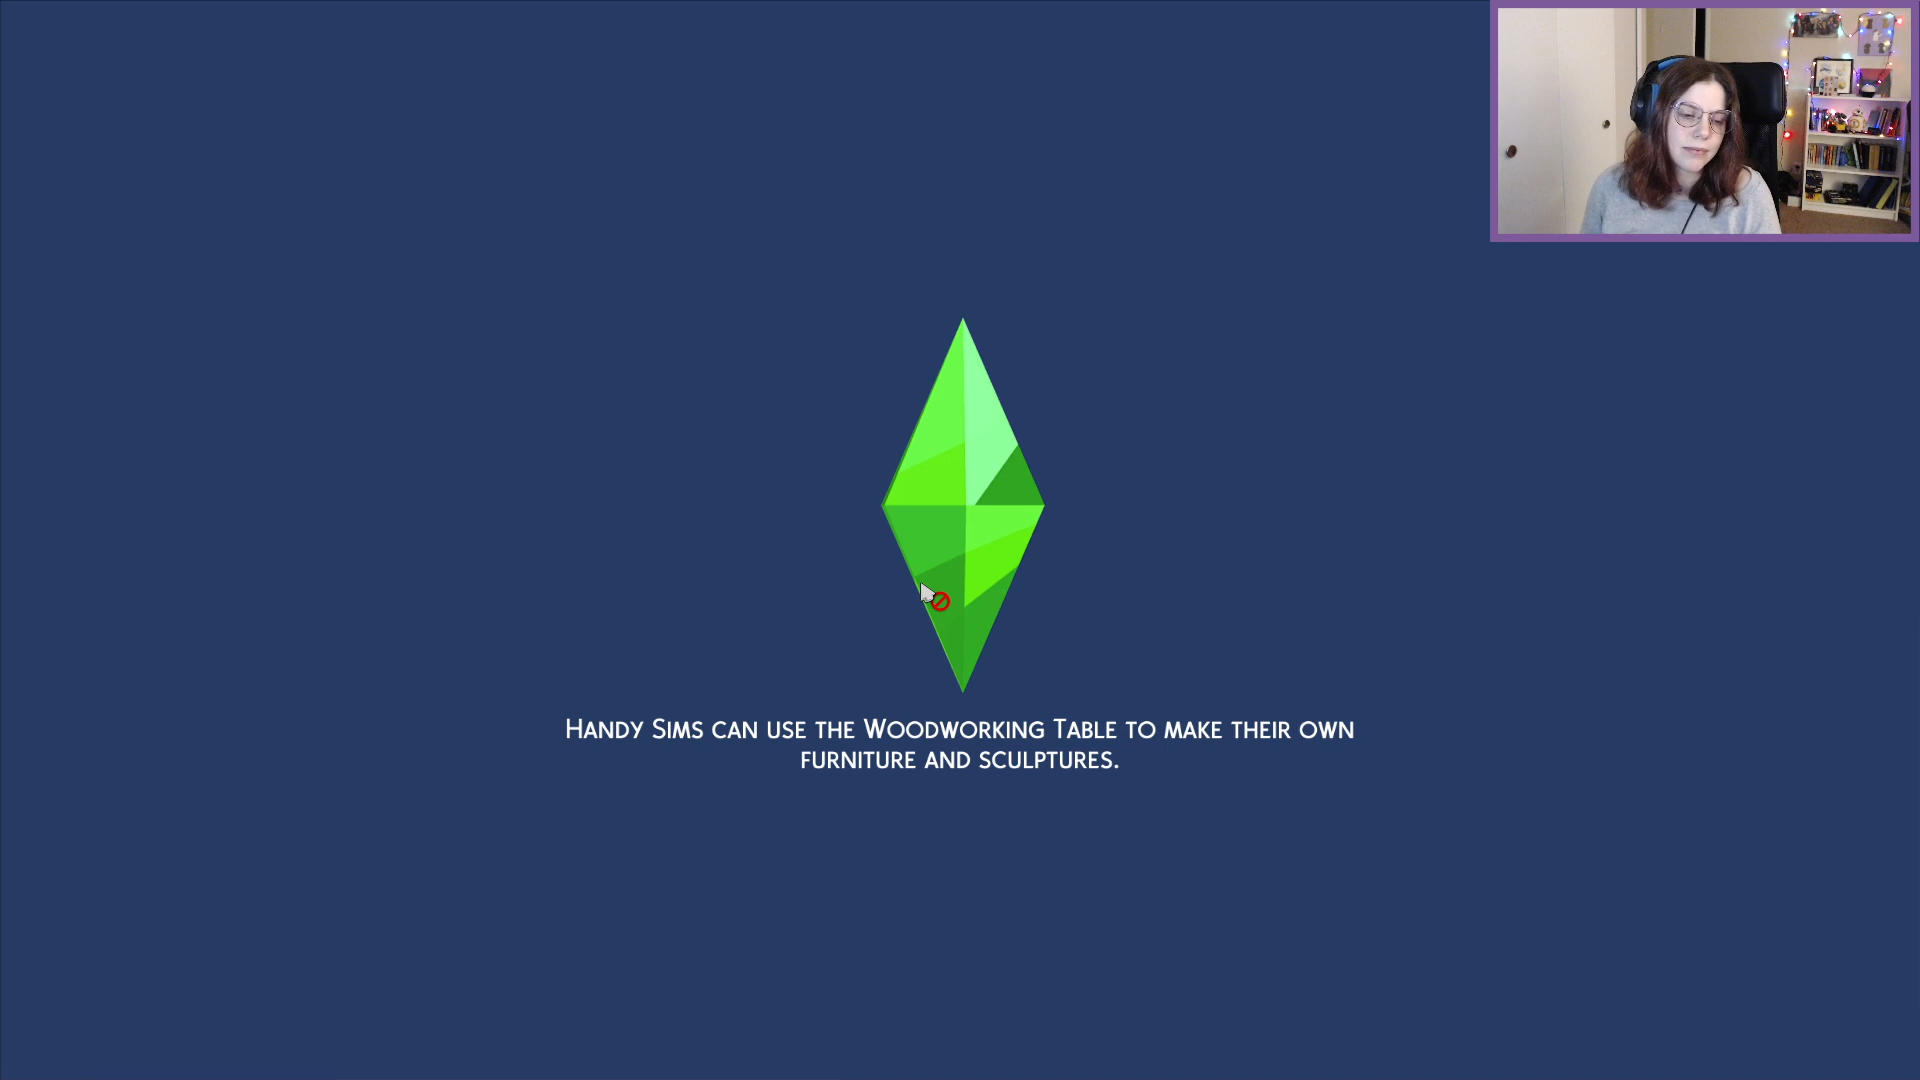 Handy Sims can use the Woodworking Table to make their own
furniture and sculptures.